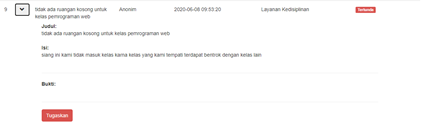 9 tidak ada ruangan kosong untuk kelas pemrograman web Anonim 2020-06-08 09:53:20 Layanan Kedisiplinan Tertunda
Judul:
tidak ada ruangan kosong untuk kelas pemrograman web
Isi:
siang ini kami tidak masuk kelas karna kelas yang kami tempati terdapat bentrok dengan kelas lain
Bukti:
Tugaskan